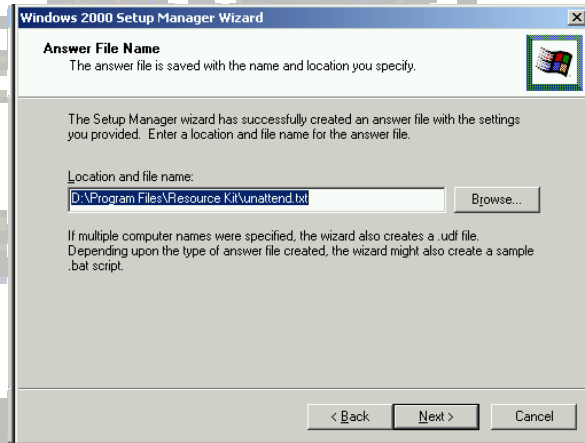 Windows 2000 Setup Manager Wizard
Answer File Name
The answer file is saved with the name and location you specify.
The Setup Manager wizard has successfully created an answer file with the settings
you provided. Enter a location and file name for the answer file.
Location and file name:
D:\Program Files\Resource Kit\unattend.txt
Browse...
If multiple computer names were specified, the wizard also creates a .udf file.
Depending upon the type of answer file created, the wizard might also create a sample
.bat script.
< Back
Next >
Cancel